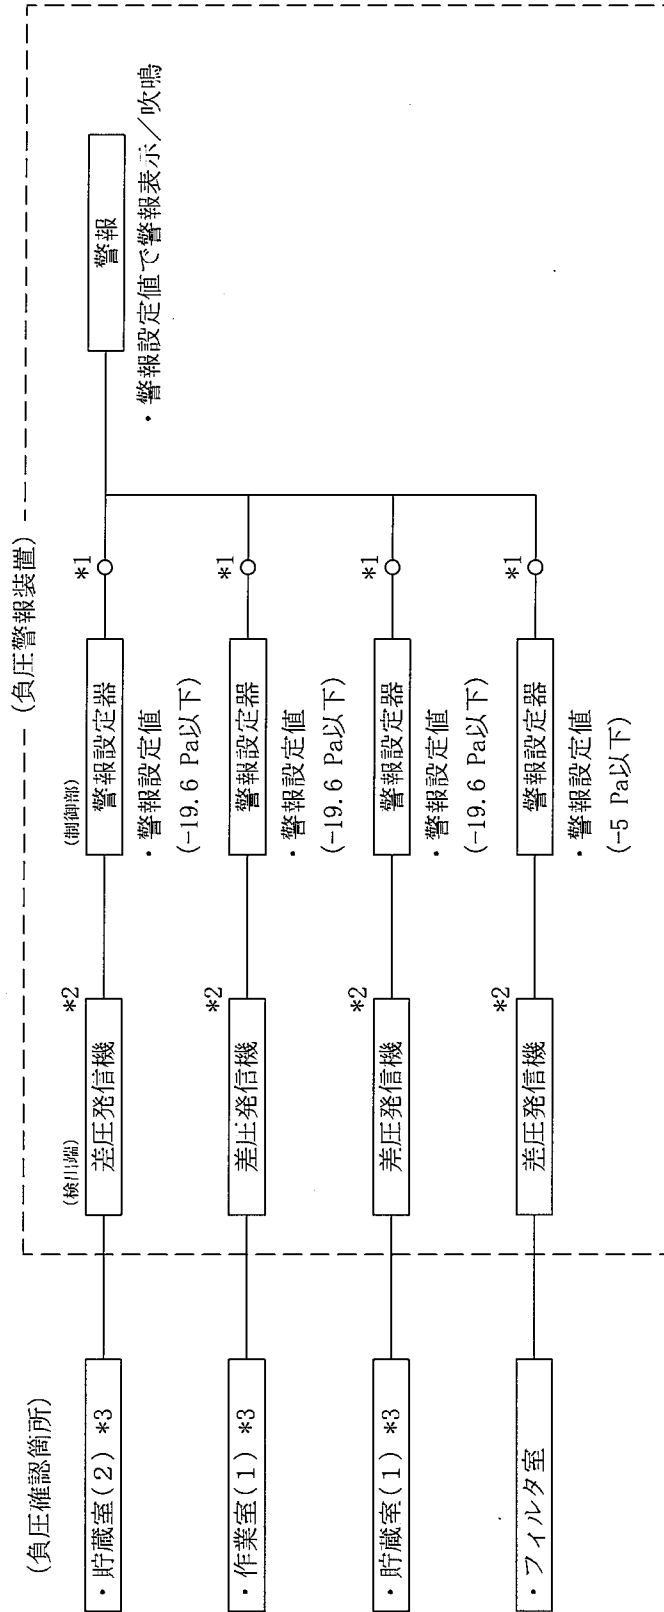 (負圧確認箇所)
(負圧警報装置)
(検出端)
(制御部)
・貯蔵室(2) *3
差圧発信機
*2
警報設定器
*1
警報
・警報設定値
(-19.6 Pa以下)
・警報設定値で警報表示／吹鳴
・作業室(1) *3
差圧発信機
*2
警報設定器
*1
・警報設定値
(-19.6 Pa以下)
・貯蔵室(1) *3
差圧発信機
*2
警報設定器
*1
・警報設定値
(-19.6 Pa以下)
・フィルタ室
差圧発信機
*2
警報設定器
*1
・警報設定値
(-5 Pa以下)